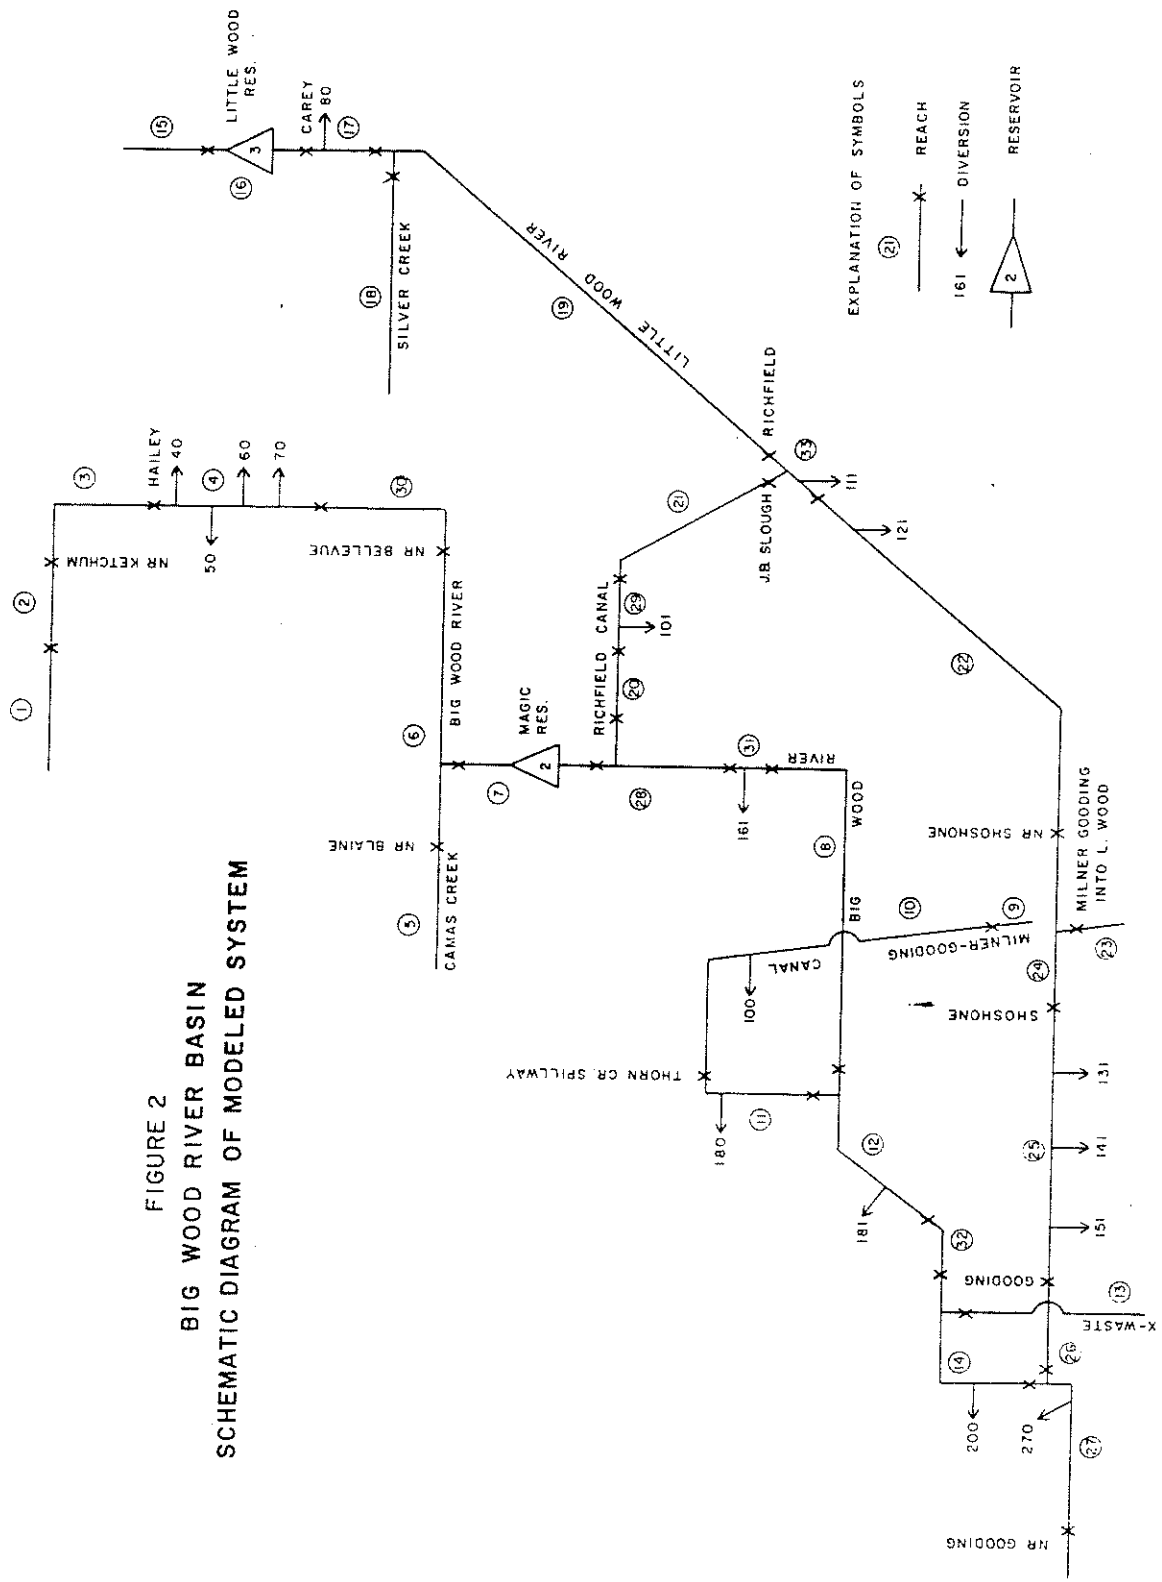 FIGURE 2
BIG WOOD RIVER BASIN
SCHEMATIC DIAGRAM OF MODELED SYSTEM
1
2
NR KETCHUM
3
HAILEY
40
4
50
60
70
30
NR BELLEVUE
BIG WOOD RIVER
6
NR BLAINE
5
CAMAS CREEK
7
MAGIC
RES.
2
15
LITTLE WOOD
RES.
3
16
CAREY
80
17
18
SILVER CREEK
19
LITTLE WOOD RIVER
RICHFIELD CANAL
20
29
101
21
J.B. SLOUGH
RICHFIELD
33
111
121
22
28
161
31
BIG WOOD RIVER
8
NR SHOSHONE
MILNER GOODING
INTO L. WOOD
23
9
10
MILNER-GOODING
CANAL
100
24
SHOSHONE
THORN CR. SPILLWAY
180
11
12
181
32
131
25
141
151
GOODING
13
X-WASTE
14
26
200
270
27
NR GOODING
EXPLANATION OF SYMBOLS
21
REACH
161
DIVERSION
2
RESERVOIR